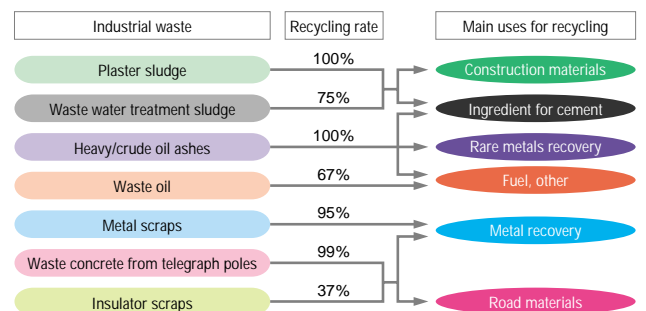 Industrial waste Recycling rate Main uses for recycling
Plaster sludge 100% Construction materials
Waste water treatment sludge 75% Ingredient for cement
Heavy/crude oil ashes 100% Rare metals recovery
Waste oil 67% Fuel, other
Metal scraps 95% Metal recovery
Waste concrete from telegraph poles 99%
Insulator scraps 37% Road materials